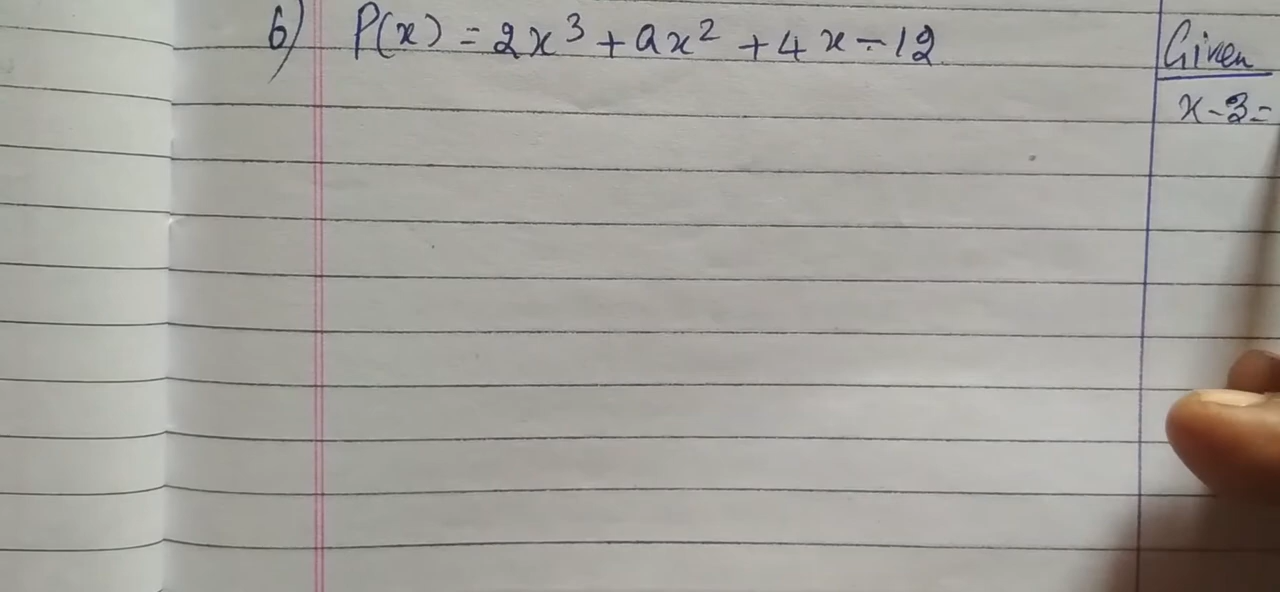 6) P(x) = 2x³ + ax² + 4x - 12
Given
x - 3 =